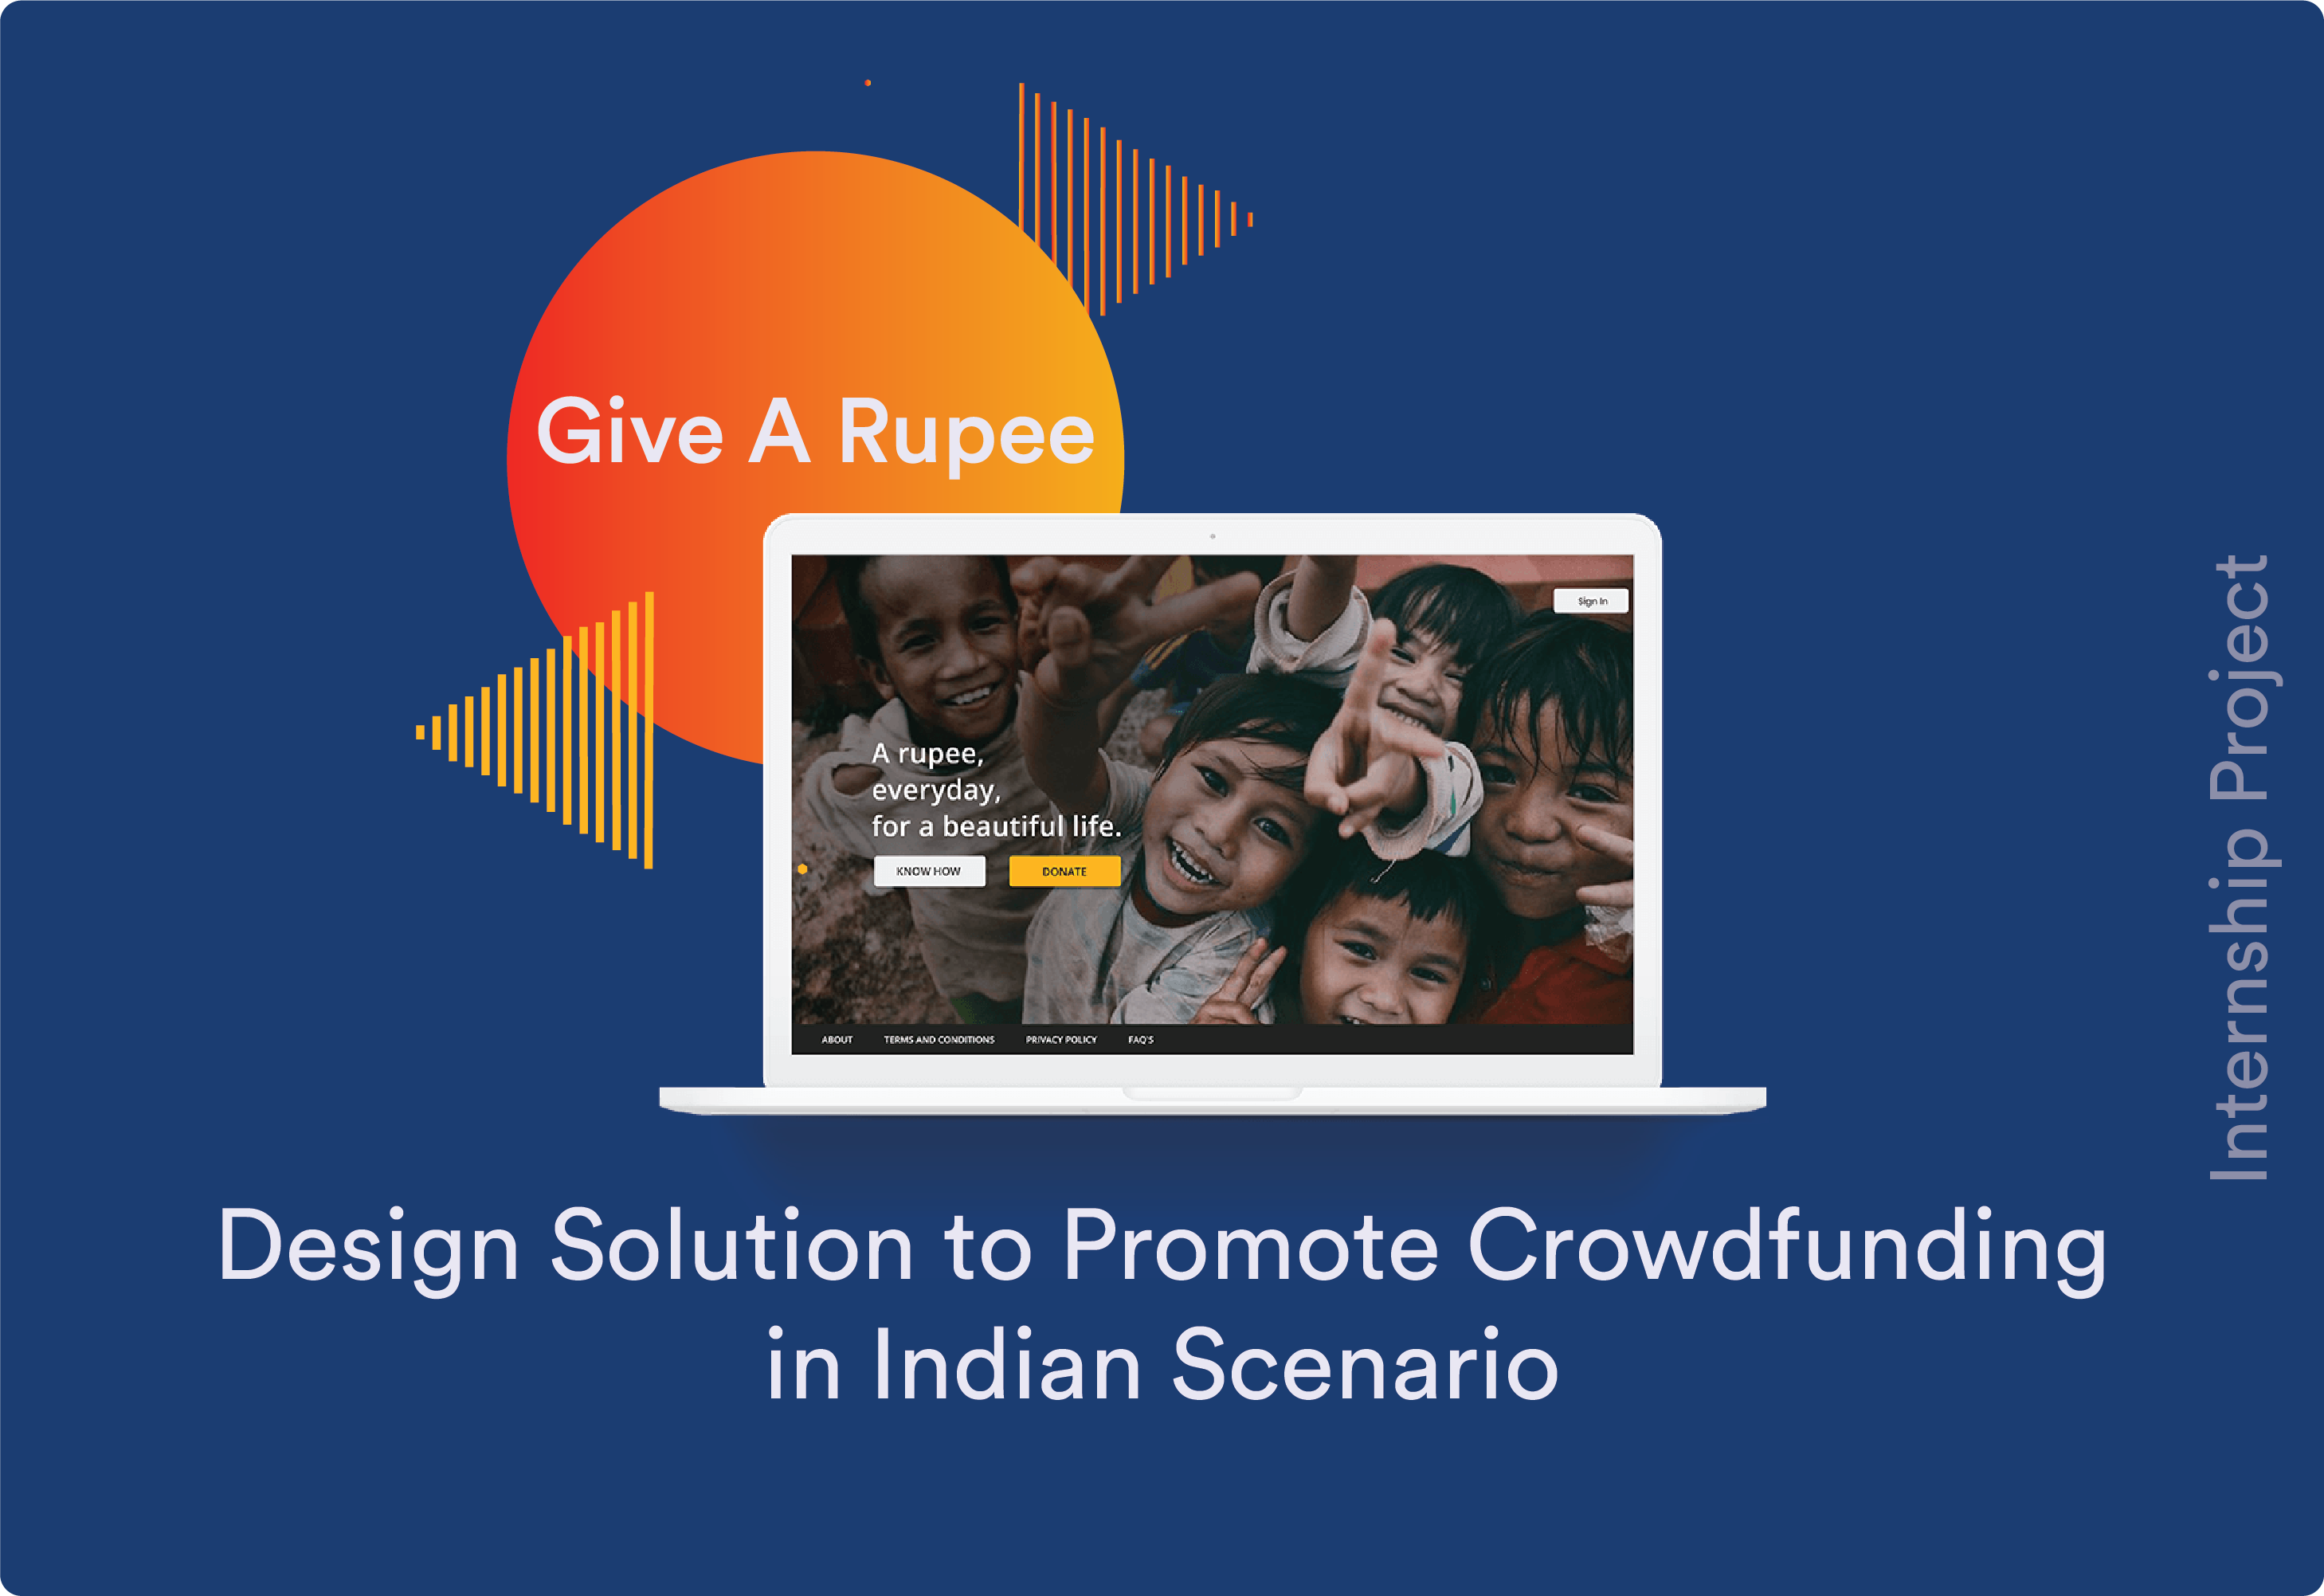 Give A Rupee
Sign In
A rupee,
everyday,
for a beautiful life.
KNOW HOW
DONATE
ABOUT
TERMS AND CONDITIONS
PRIVACY POLICY
FAQ'S
Internship Project
Design Solution to Promote Crowdfunding
in Indian Scenario